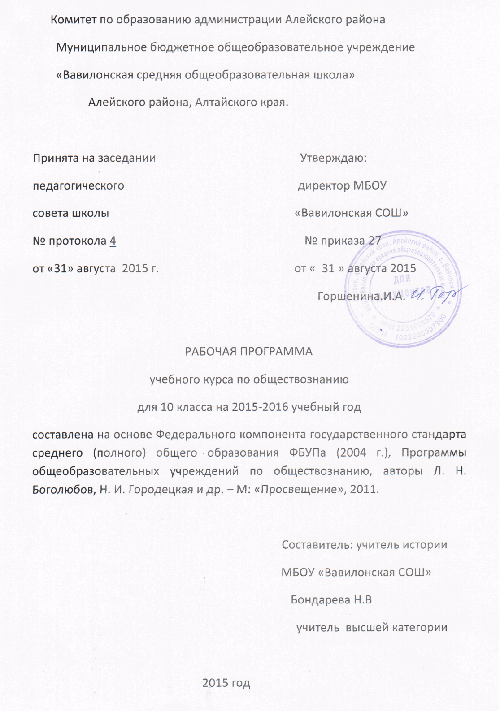 Комитет по образованию администрации Алейского района
Муниципальное бюджетное общеобразовательное учреждение
«Вавилонская средняя общеобразовательная школа»
Алейского района, Алтайского края.
Принята на заседании
педагогического
совета школы
№ протокола 4
от «31» августа 2015 г.
Утверждаю:
директор МБОУ
«Вавилонская СОШ»
№ приказа 27
от « 31 » августа 2015
Горшенина.И.А.
РАБОЧАЯ ПРОГРАММА
учебного курса по обществознанию
для 10 класса на 2015-2016 учебный год
составлена на основе Федерального компонента государственного стандарта
среднего (полного) общего образования ФБУПа (2004 г.), Программы
общеобразовательных учреждений по обществознанию, авторы Л. Н.
Боголюбов, Н. И. Городецкая и др. – М: «Просвещение», 2011.
Составитель: учитель истории
МБОУ «Вавилонская СОШ»
Бондарева Н.В
учитель высшей категории
2015 год